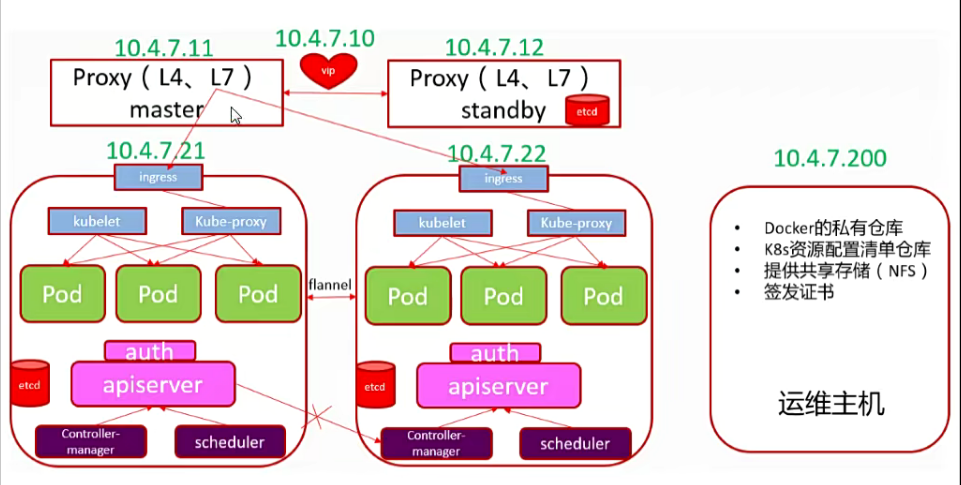 10.4.7.11
10.4.7.10
10.4.7.12
Proxy（L4、L7）
master
vip
Proxy（L4、L7）
standby
etcd
10.4.7.21
10.4.7.22
10.4.7.200
ingress
kubelet
Kube-proxy
Pod
Pod
Pod
auth
apiserver
etcd
Controller-
manager
scheduler
flannel
ingress
kubelet
Kube-proxy
Pod
Pod
Pod
auth
apiserver
etcd
Controller-
manager
scheduler
• Docker的私有仓库
• K8s资源配置清单仓库
• 提供共享存储（NFS）
• 签发证书
运维主机